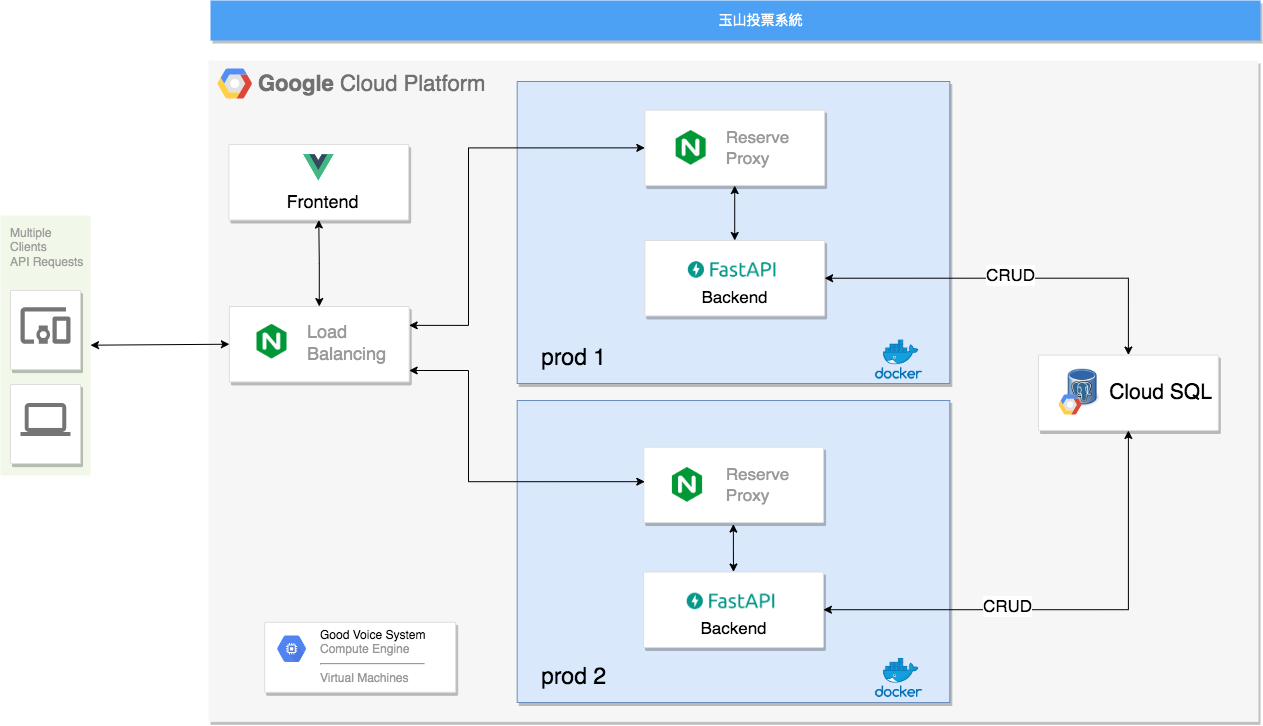 玉山投票系統
Google Cloud Platform
Reserve
Proxy
Frontend
Multiple
Clients
API Requests
FastAPI
Backend
CRUD
Load
Balancing
prod 1
docker
Cloud SQL
Reserve
Proxy
FastAPI
Backend
CRUD
Good Voice System
Compute Engine
Virtual Machines
prod 2
docker